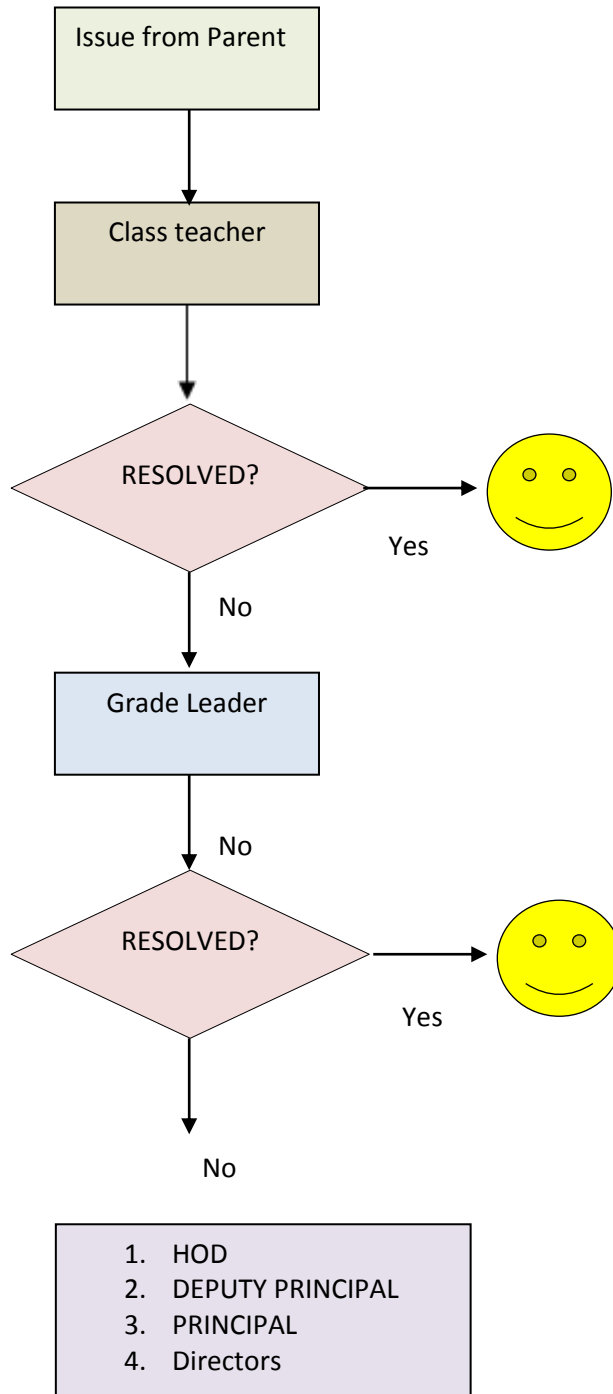 Issue from Parent
Class teacher
RESOLVED?
Yes
No
Grade Leader
No
RESOLVED?
Yes
No
1. HOD
2. DEPUTY PRINCIPAL
3. PRINCIPAL
4. Directors